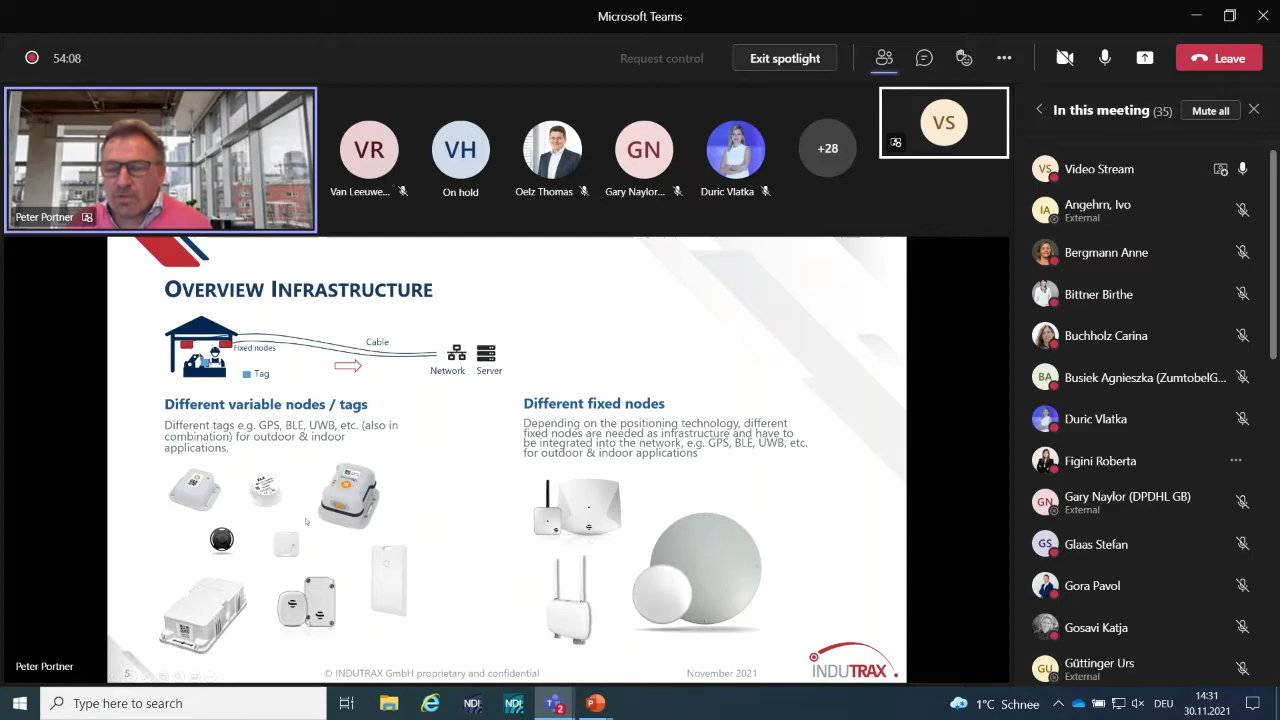 Microsoft Teams
54:08
Request control
Exit spotlight
Leave
Peter Portner
VR
Van Leeuwe...
VH
On hold
Oelz Thomas
GN
Gary Naylor...
Duric Vlatka
+28
VS
In this meeting (35)
Mute all
VS
Video Stream
IA
Angehrn, Ivo
External
Bergmann Anne
Bittner Birthe
Buchholz Carina
BA
Busiek Agnieszka (ZumtobelG...
Duric Vlatka
Figini Roberta
GN
Gary Naylor (DPDHL GB)
External
GS
Glaas Stefan
Gora Pavol
Gosavi Katja
GU
Güttinger Urs
OVERVIEW INFRASTRUCTURE
Fixed nodes
Cable
Tag
Network
Server
Different variable nodes / tags
Different tags e.g. GPS, BLE, UWB, etc. (also in
combination) for outdoor & indoor
applications.
Different fixed nodes
Depending on the positioning technology, different
fixed nodes are needed as infrastructure and have to
be integrated into the network, e.g. GPS, BLE, UWB, etc.
for outdoor & indoor applications
Peter Portner
5
© INDUTRAX GmbH proprietary and confidential
November 2021
INDUTRAX
Type here to search
1°C Schnee
DEU
14:31
30.11.2021